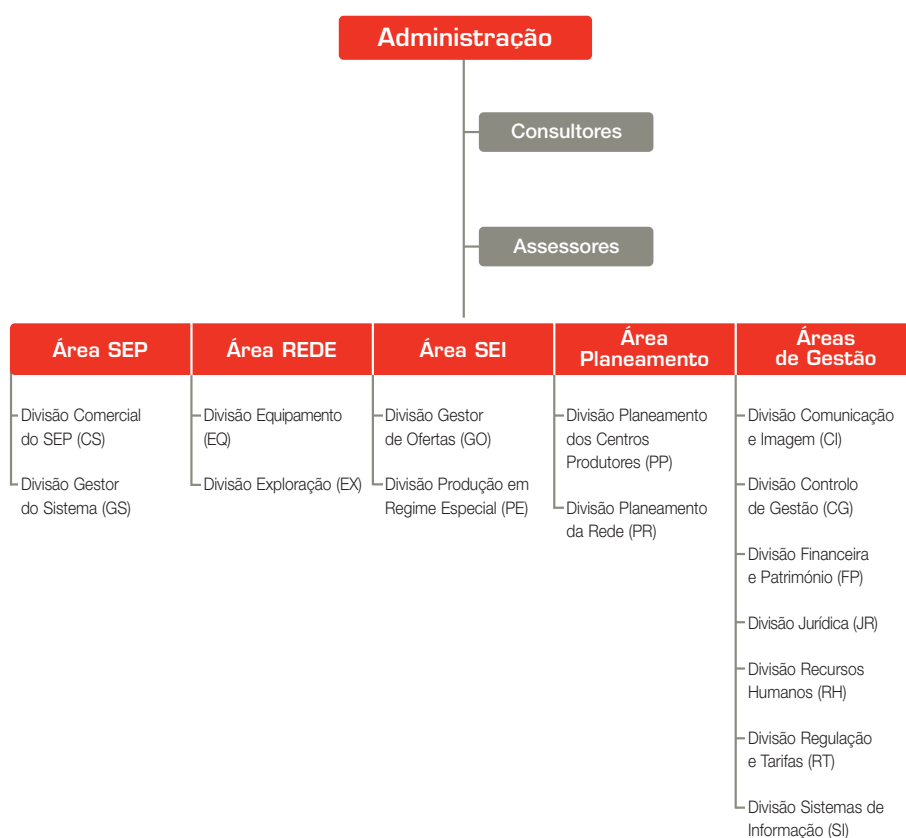 Administração
Consultores
Assessores
Área SEP
Divisão Comercial
do SEP (CS)
Divisão Gestor
do Sistema (GS)
Área REDE
Divisão Equipamento
(EQ)
Divisão Exploração (EX)
Área SEI
Divisão Gestor
de Ofertas (GO)
Divisão Produção em
Regime Especial (PE)
Área
Planeamento
Divisão Planeamento
dos Centros
Produtores (PP)
Divisão Planeamento
da Rede (PR)
Áreas
de Gestão
Divisão Comunicação
e Imagem (CI)
Divisão Controlo
de Gestão (CG)
Divisão Financeira
e Património (FP)
Divisão Jurídica (JR)
Divisão Recursos
Humanos (RH)
Divisão Regulação
e Tarifas (RT)
Divisão Sistemas de
Informação (SI)